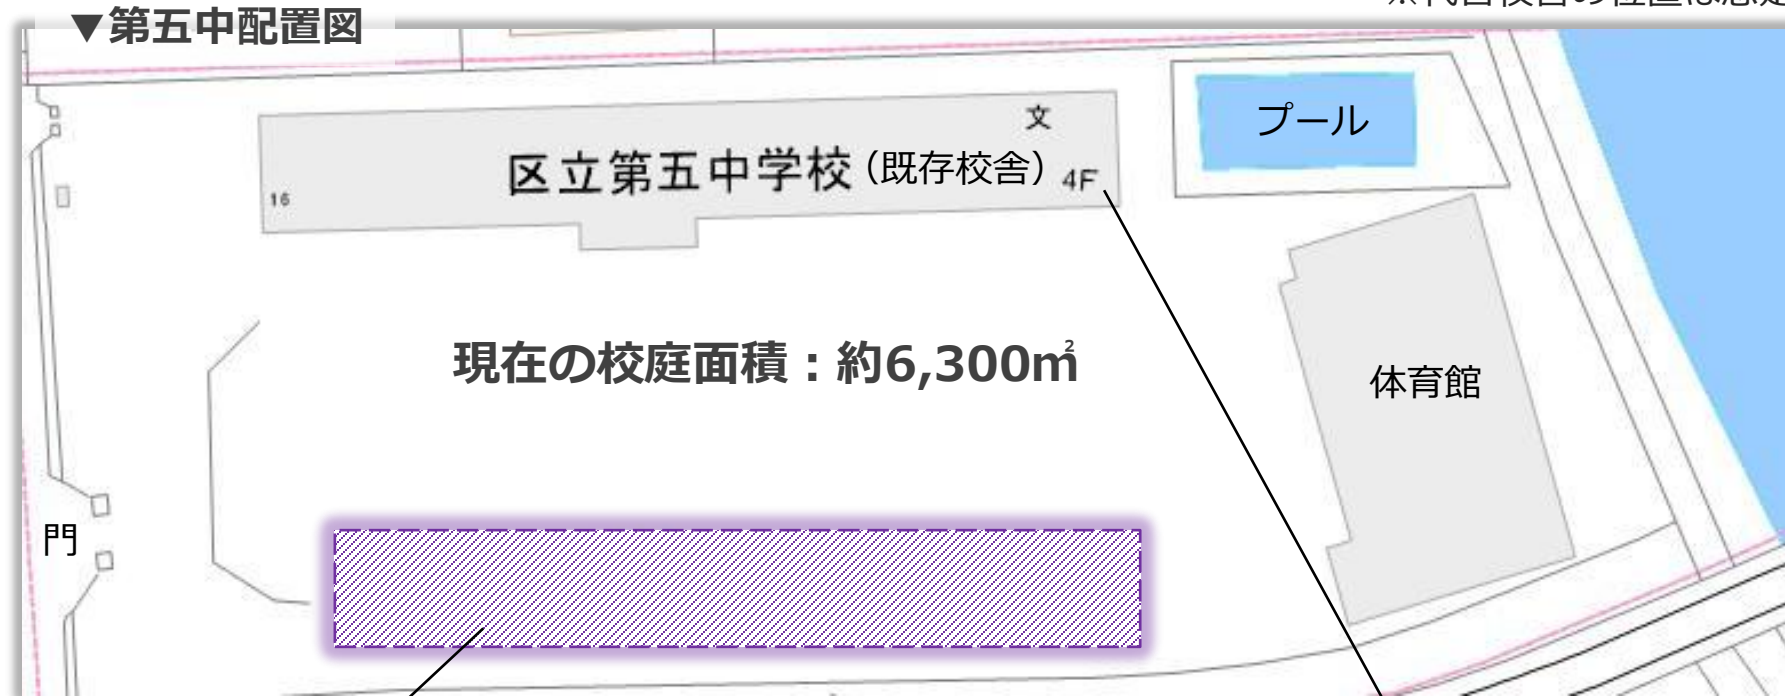 ▼第五中配置図
文
プール
区立第五中学校(既存校舎)
4F
16
現在の校庭面積:約6,300㎡
体育館
門